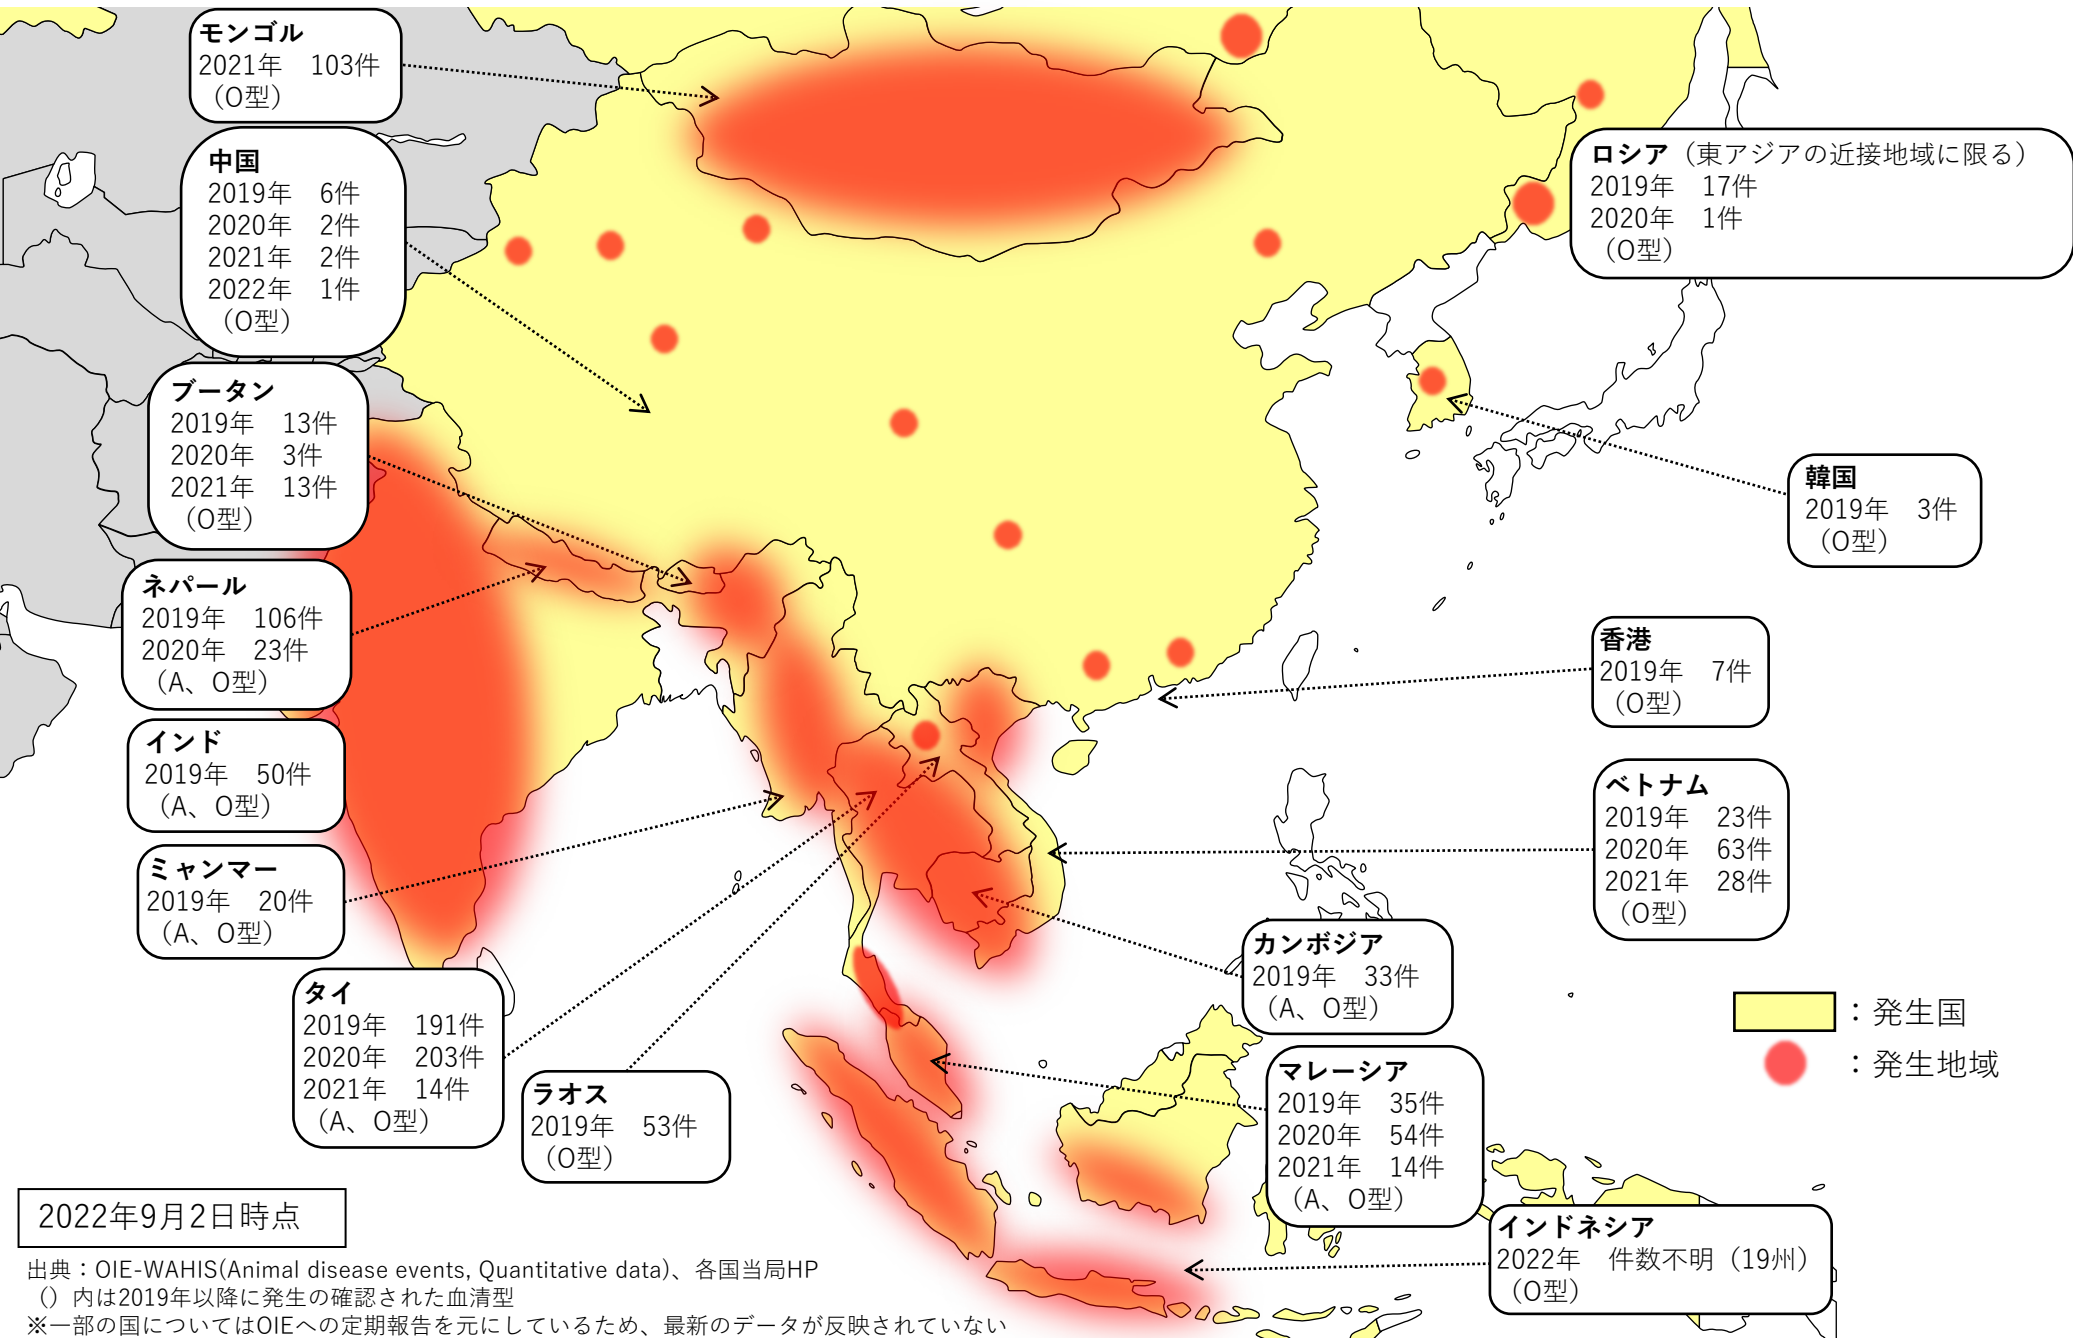 モンゴル
2021年　103件
（O型）
中国
2019年　6件
2020年　2件
2021年　2件
2022年　1件
（O型）
ロシア（東アジアの近接地域に限る）
2019年　17件
2020年　1件
（O型）
ブータン
2019年　13件
2020年　3件
2021年　13件
（O型）
韓国
2019年　3件
（O型）
ネパール
2019年　106件
2020年　23件
（A、O型）
香港
2019年　7件
（O型）
インド
2019年　50件
（A、O型）
ベトナム
2019年　23件
2020年　63件
2021年　28件
（O型）
ミャンマー
2019年　20件
（A、O型）
カンボジア
2019年　33件
（A、O型）
タイ
2019年　191件
2020年　203件
2021年　14件
（A、O型）
：発生国
：発生地域
ラオス
2019年　53件
（O型）
マレーシア
2019年　35件
2020年　54件
2021年　14件
（A、O型）
インドネシア
2022年　件数不明（19州）
（O型）
2022年9月2日時点
出典：OIE-WAHIS(Animal disease events, Quantitative data)、各国当局HP
（）内は2019年以降に発生の確認された血清型
※一部の国についてはOIEへの定期報告を元にしているため、最新のデータが反映されていない